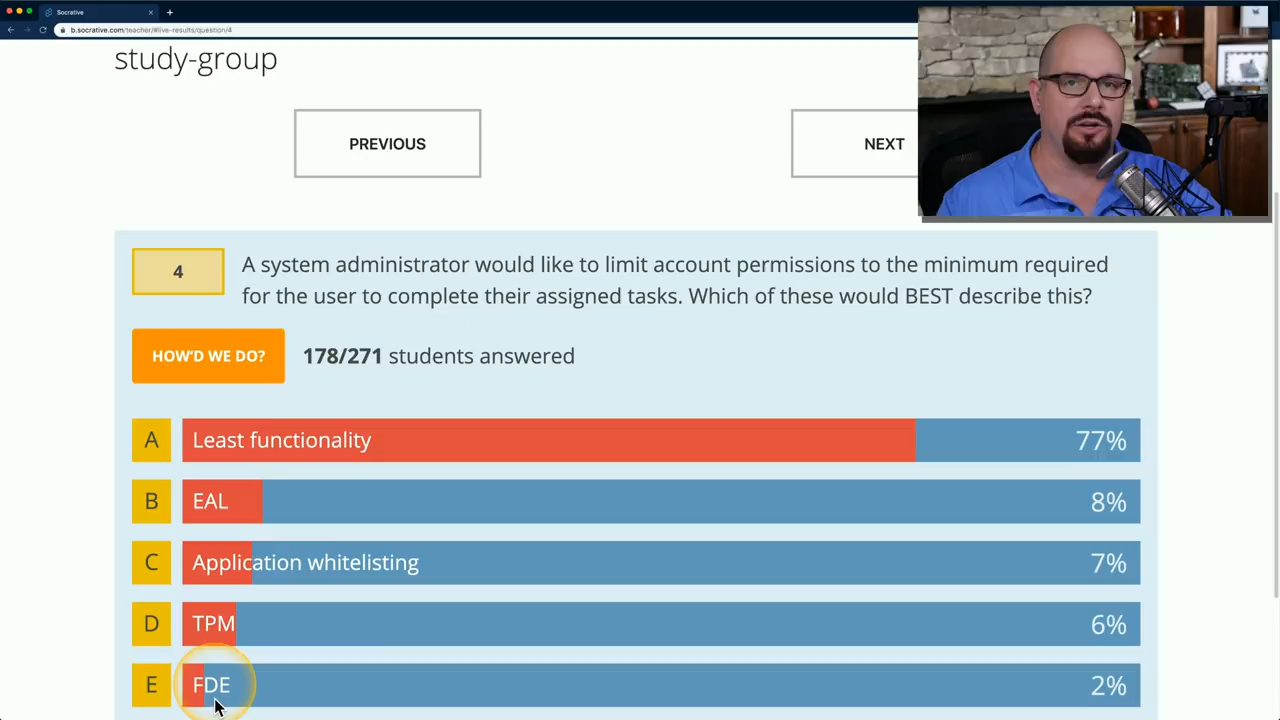 Socrative
b.socrative.com/teacher/#live-results/question/4
study-group
PREVIOUS
NEXT
4
A system administrator would like to limit account permissions to the minimum required
for the user to complete their assigned tasks. Which of these would BEST describe this?
HOW'D WE DO?
178/271 students answered
A Least functionality 77%
B EAL 8%
C Application whitelisting 7%
D TPM 6%
E FDE 2%